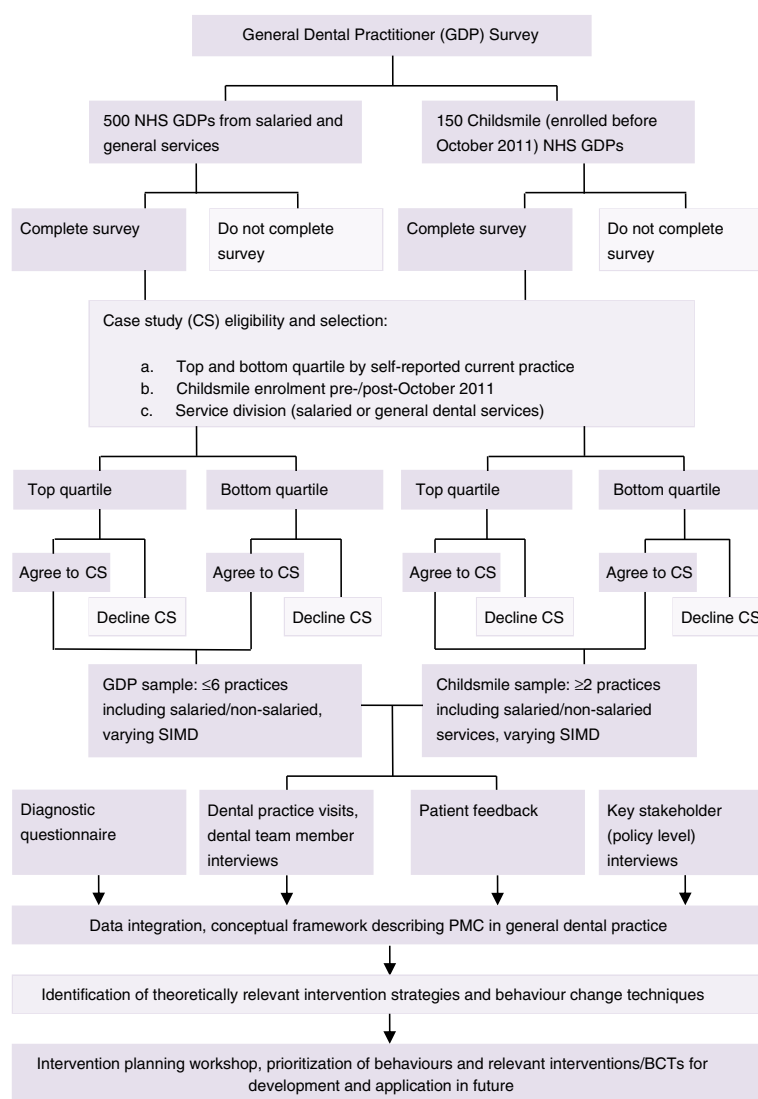 General Dental Practitioner (GDP) Survey
500 NHS GDPs from salaried and
general services
150 Childsmile (enrolled before
October 2011) NHS GDPs
Complete survey
Do not complete
survey
Complete survey
Do not complete
survey
Case study (CS) eligibility and selection:
a. Top and bottom quartile by self-reported current practice
b. Childsmile enrolment pre-/post-October 2011
c. Service division (salaried or general dental services)
Top quartile
Bottom quartile
Top quartile
Bottom quartile
Agree to CS
Agree to CS
Agree to CS
Agree to CS
Decline CS
Decline CS
Decline CS
Decline CS
GDP sample: ≤6 practices
including salaried/non-salaried,
varying SIMD
Childsmile sample: ≥2 practices
including salaried/non-salaried
services, varying SIMD
Diagnostic
questionnaire
Dental practice visits,
dental team member
interviews
Patient feedback
Key stakeholder
(policy level)
interviews
Data integration, conceptual framework describing PMC in general dental practice
Identification of theoretically relevant intervention strategies and behaviour change techniques
Intervention planning workshop, prioritization of behaviours and relevant interventions/BCTs for
development and application in future